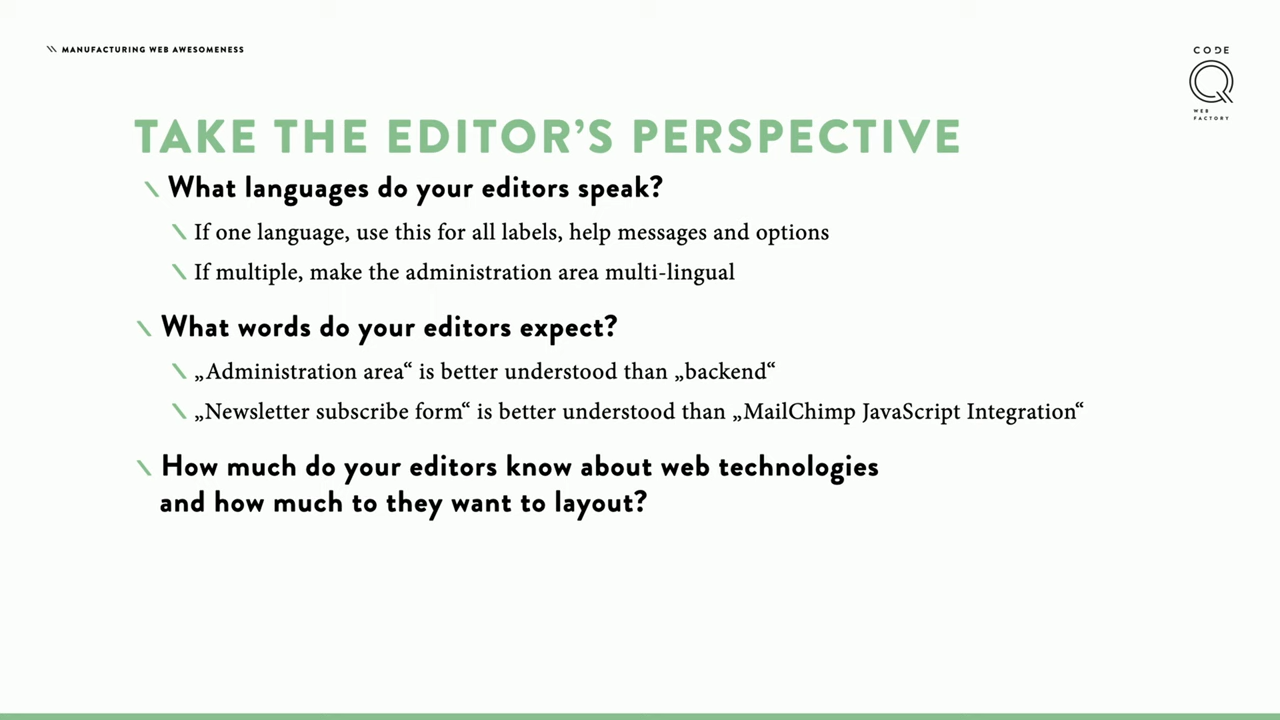 \\ MANUFACTURING WEB AWESOMENESS
CODE
Q
WEB
FACTORY
TAKE THE EDITOR’S PERSPECTIVE
What languages do your editors speak?
If one language, use this for all labels, help messages and options
If multiple, make the administration area multi-lingual
What words do your editors expect?
„Administration area“ is better understood than „backend“
„Newsletter subscribe form“ is better understood than „MailChimp JavaScript Integration“
How much do your editors know about web technologies
and how much to they want to layout?